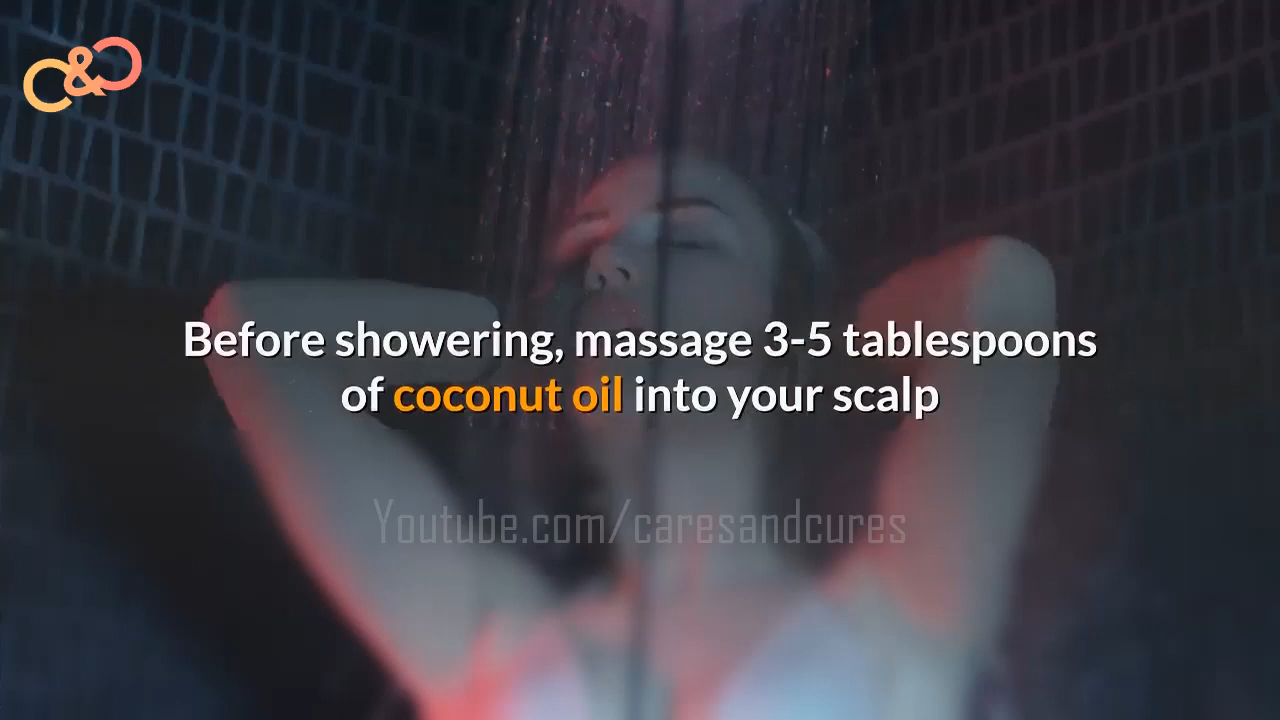 C&C
Before showering, massage 3-5 tablespoons
of coconut oil into your scalp
Youtube.com/caresandcures